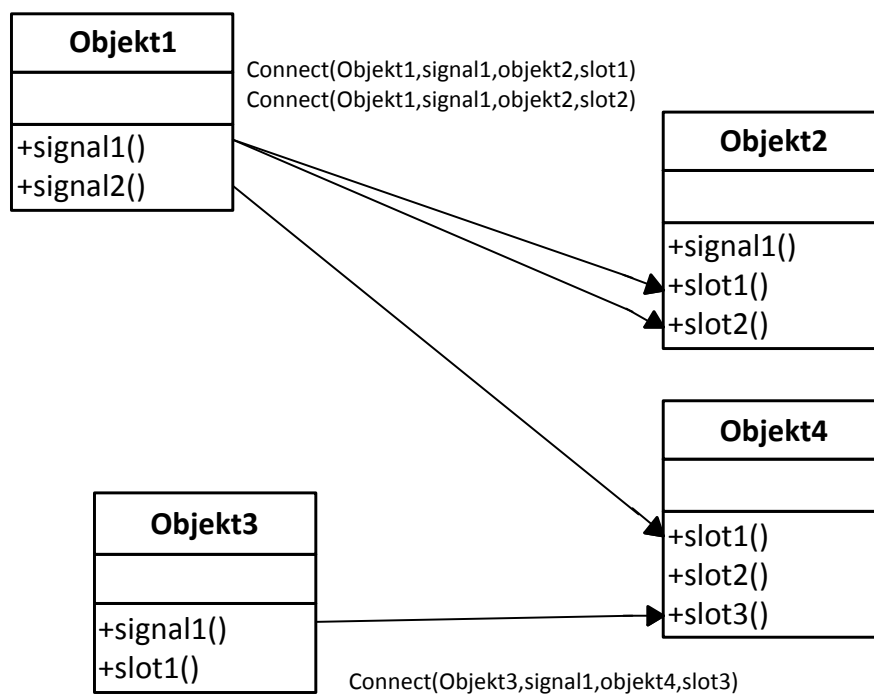 Objekt1
Connect(Objekt1,signal1,objekt2,slot1)
Connect(Objekt1,signal1,objekt2,slot2)
+signal1()
+signal2()
Objekt2
+signal1()
+slot1()
+slot2()
Objekt4
+slot1()
+slot2()
+slot3()
Objekt3
+signal1()
+slot1()
Connect(Objekt3,signal1,objekt4,slot3)